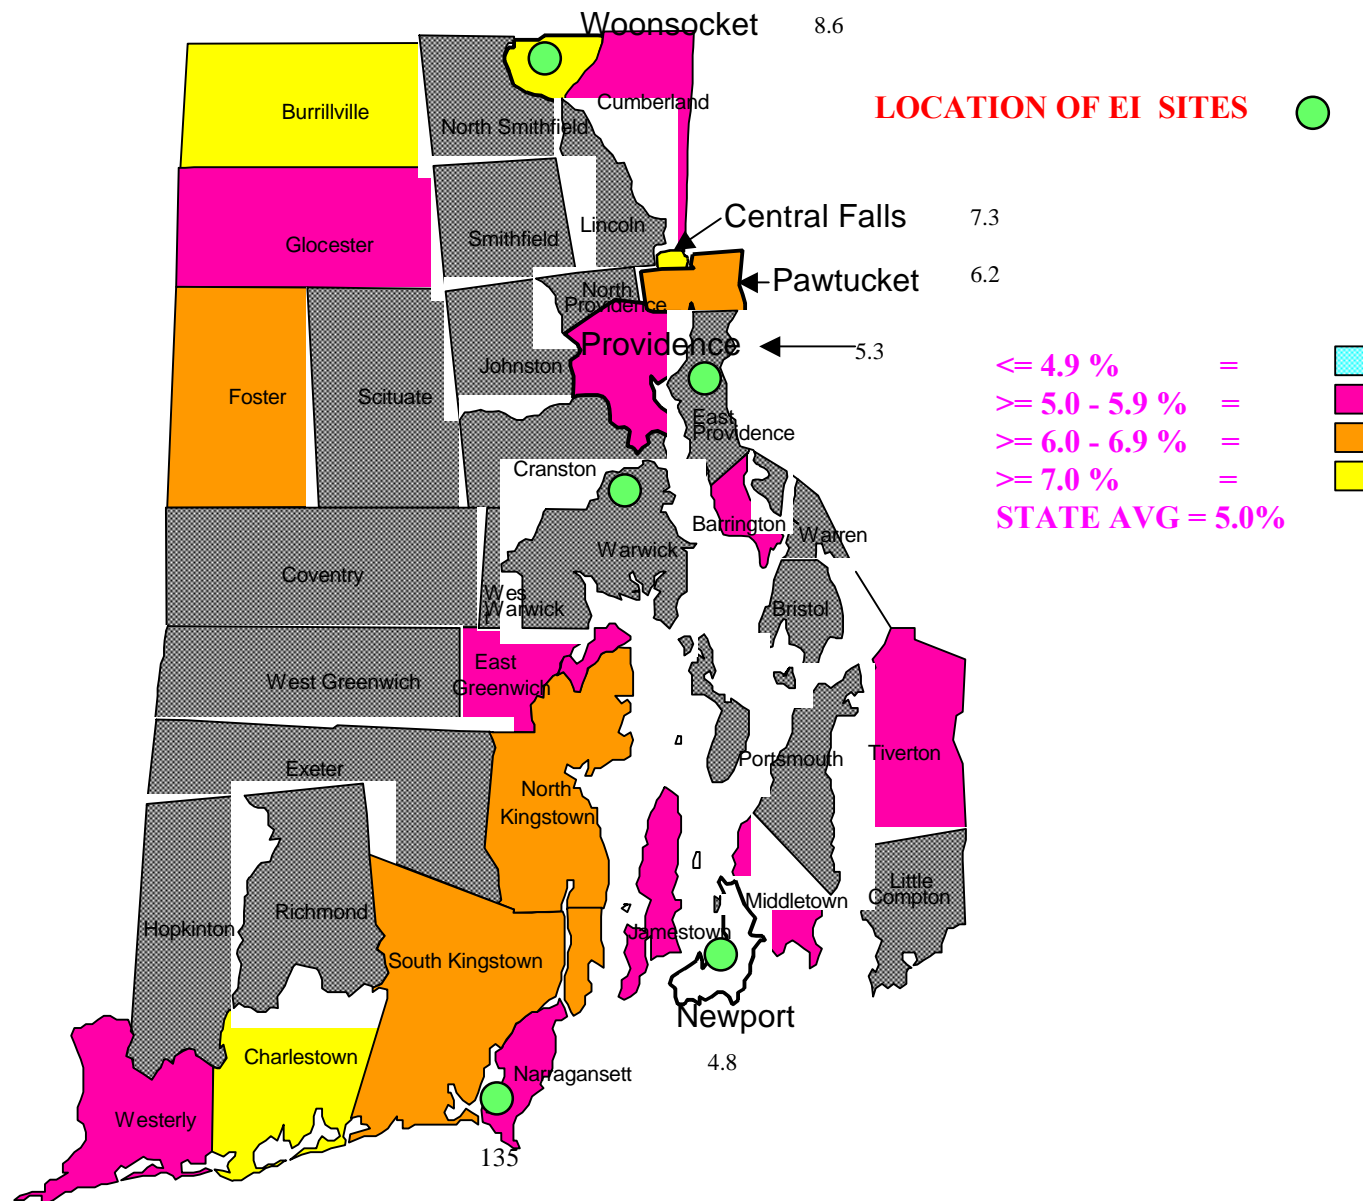 Woonsocket 8.6
LOCATION OF EI SITES
Burrillville
North Smithfield
Cumberland
Central Falls 7.3
Glocester
Smithfield
Lincoln
Pawtucket 6.2
North
Providence
Providence 5.3
Johnston
Foster
Scituate
East
Providence
<= 4.9 % =
>= 5.0 - 5.9 % =
>= 6.0 - 6.9 % =
>= 7.0 % =
STATE AVG = 5.0%
Cranston
Barrington
Warren
Warwick
Coventry
Wes
Warwick
Bristol
East
Greenwich
West Greenwich
Exeter
Portsmouth
Tiverton
North
Kingstown
Little
Compton
Middletown
Richmond
Hopkinton
Jamestown
South Kingstown
Newport
4.8
Charlestown
Narragansett
Westerly
135